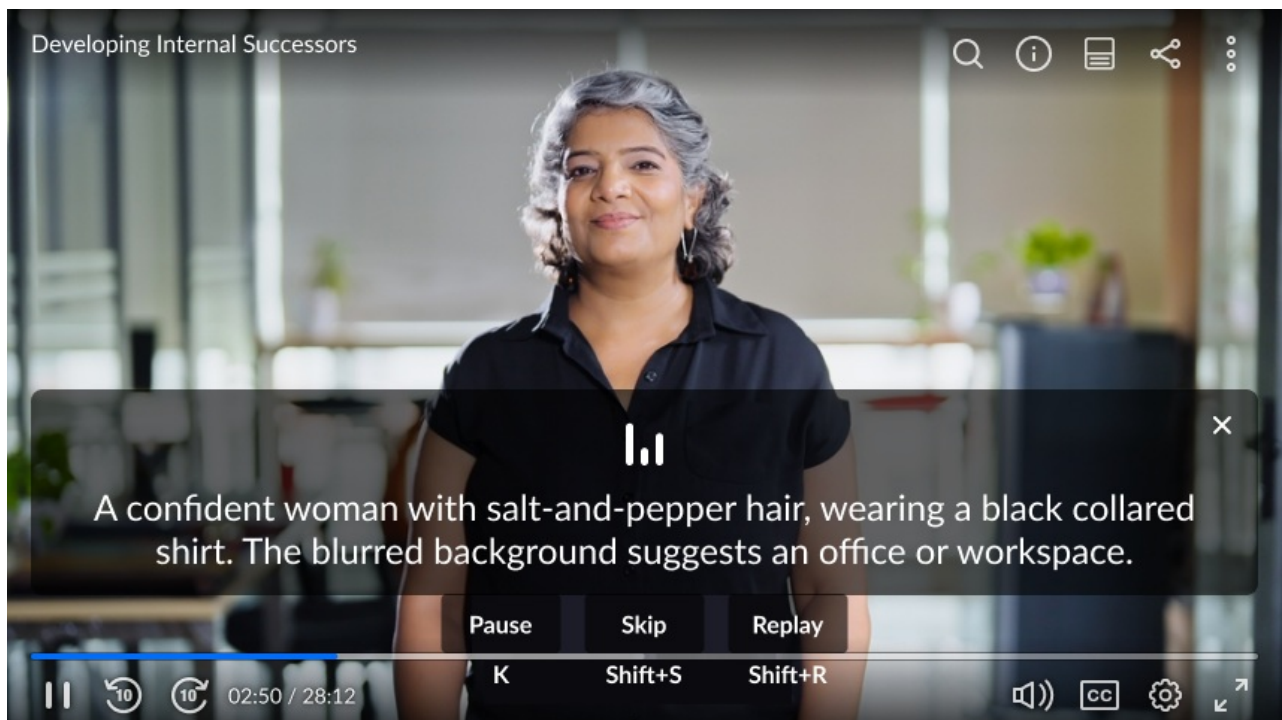 Developing Internal Successors
A confident woman with salt-and-pepper hair, wearing a black collared
shirt. The blurred background suggests an office or workspace.
Pause Skip Replay
K Shift+S Shift+R
10 10 02:50 / 28:12 CC